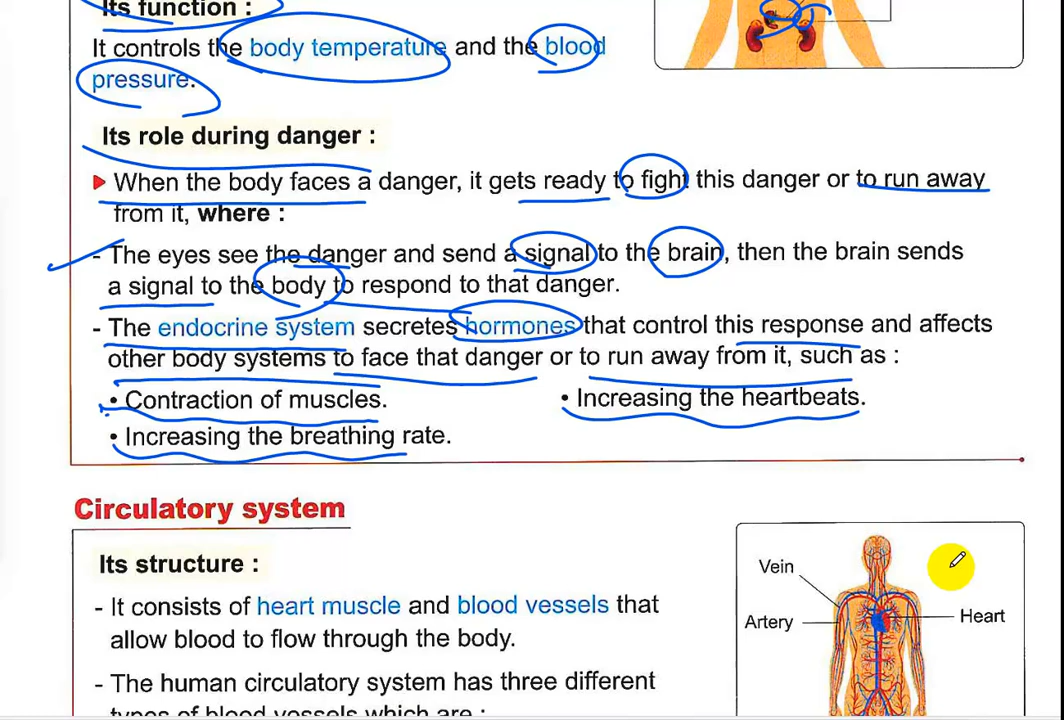 Its function :
It controls the body temperature and the blood
pressure.
Its role during danger :
When the body faces a danger, it gets ready to fight this danger or to run away
from it, where :
- The eyes see the danger and send a signal to the brain, then the brain sends
a signal to the body to respond to that danger.
- The endocrine system secretes hormones that control this response and affects
other body systems to face that danger or to run away from it, such as :
• Contraction of muscles.
• Increasing the heartbeats.
• Increasing the breathing rate.
Circulatory system
Its structure :
- It consists of heart muscle and blood vessels that
allow blood to flow through the body.
- The human circulatory system has three different
types of blood vessels which are :
Vein
Artery
Heart